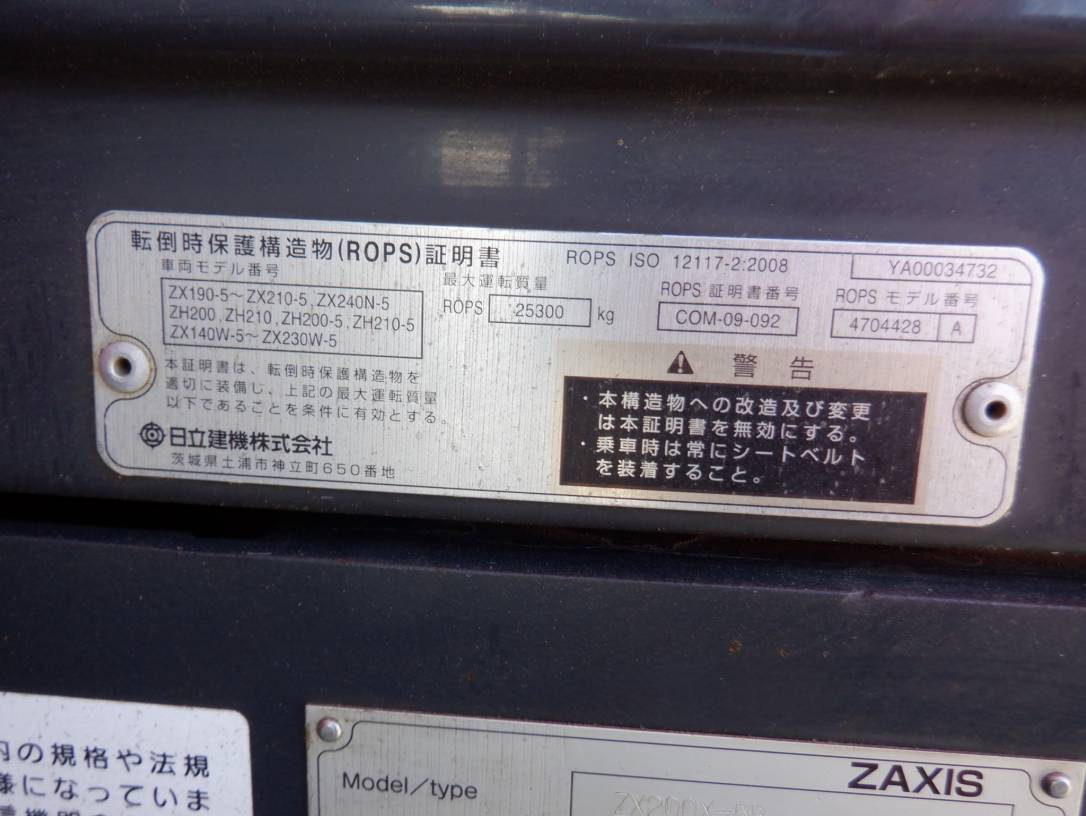 転倒時保護構造物(ROPS)証明書
ROPS ISO 12117-2:2008
YA00034732
車両モデル番号
ZX190-5～ZX210-5, ZX240N-5
ZH200, ZH210, ZH200-5, ZH210-5
ZX140W-5～ZX230W-5
最大運転質量
ROPS 25300 kg
ROPS 証明書番号
COM-09-092
ROPS モデル番号
4704428 A
本証明書は、転倒時保護構造物を
適切に装備し、上記の最大運転質量
以下であることを条件に有効とする。
日立建機株式会社
茨城県土浦市神立町650番地
警告
・本構造物への改造及び変更
は本証明書を無効にする。
・乗車時は常にシートベルト
を装着すること。
内の規格や法規
様になっていま
ZAXIS
Model/type